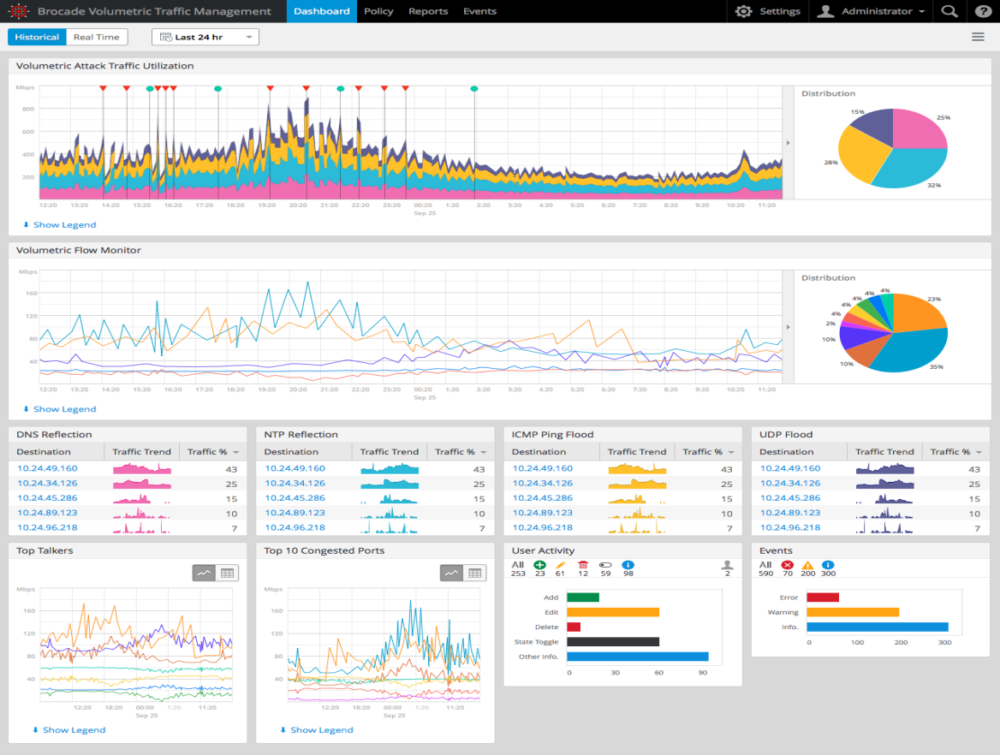 Brocade Volumetric Traffic Management Dashboard Policy Reports Events Settings Administrator
Historical Real Time Last 24 hr
Volumetric Attack Traffic Utilization
Mbps
800
600
400
200
12:20 13:20 14:20 15:20 16:20 17:20 18:20 19:20 20:20 21:20 22:20 23:20 00:20 1:20 2:20 3:20 4:20 5:20 6:20 7:20 8:20 9:20 10:20 11:20
Sep 25
Show Legend
Distribution
15% 25%
28%
32%
Volumetric Flow Monitor
Mbps
160
120
80
40
12:20 13:20 14:20 15:20 16:20 17:20 18:20 19:20 20:20 21:20 22:20 23:20 00:20 1:20 2:20 3:20 4:20 5:20 6:20 7:20 8:20 9:20 10:20 11:20
Sep 25
Show Legend
Distribution
4%
4%
4%
4%
4%
2%
10%
10%
23%
35%
DNS Reflection
Destination Traffic Trend Traffic %
10.24.49.160 43
10.24.34.126 25
10.24.45.286 15
10.24.89.123 10
10.24.96.218 7
NTP Reflection
Destination Traffic Trend Traffic %
10.24.49.160 43
10.24.34.126 25
10.24.45.286 15
10.24.89.123 10
10.24.96.218 7
ICMP Ping Flood
Destination Traffic Trend Traffic %
10.24.49.160 43
10.24.34.126 25
10.24.45.286 15
10.24.89.123 10
10.24.96.218 7
UDP Flood
Destination Traffic Trend Traffic %
10.24.49.160 43
10.24.34.126 25
10.24.45.286 15
10.24.89.123 10
10.24.96.218 7
Top Talkers
Mbps
160
120
80
40
12:20 18:20 00:00 1:20 11:20
Sep 25
Show Legend
Top 10 Congested Ports
Mbps
160
120
80
40
12:20 18:20 00:00 1:20 11:20
Sep 25
Show Legend
User Activity
All
253 23 61 12 59 98 2
Add
Edit
Delete
State Toggle
Other Info.
0 30 60 90
Events
All
590 70 200 300
Error
Warning
Info.
0 100 200 300